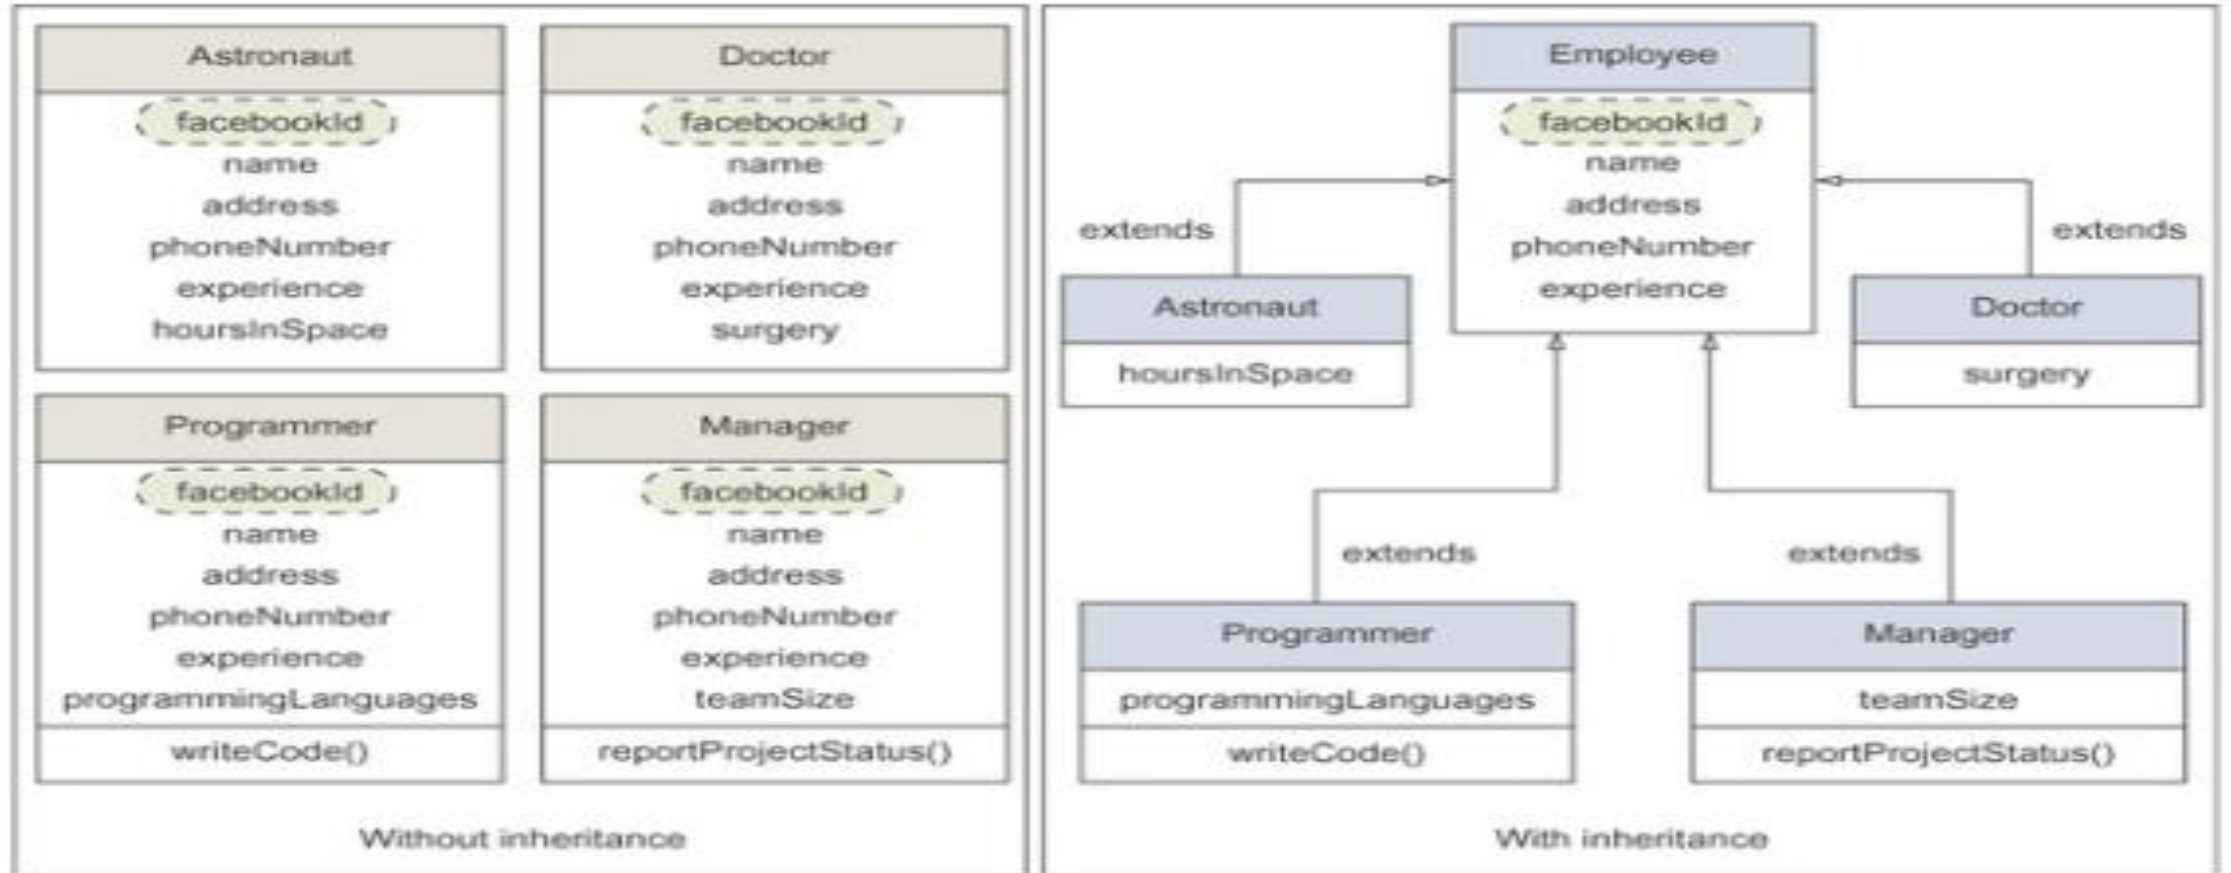 Astronaut
facebookId
name
address
phoneNumber
experience
hoursInSpace
Doctor
facebookId
name
address
phoneNumber
experience
surgery
Programmer
facebookId
name
address
phoneNumber
experience
programmingLanguages
writeCode()
Manager
facebookId
name
address
phoneNumber
experience
teamSize
reportProjectStatus()
Without inheritance
Employee
facebookId
name
address
phoneNumber
experience
extends
extends
Astronaut
hoursInSpace
Doctor
surgery
extends
extends
Programmer
programmingLanguages
writeCode()
Manager
teamSize
reportProjectStatus()
With inheritance